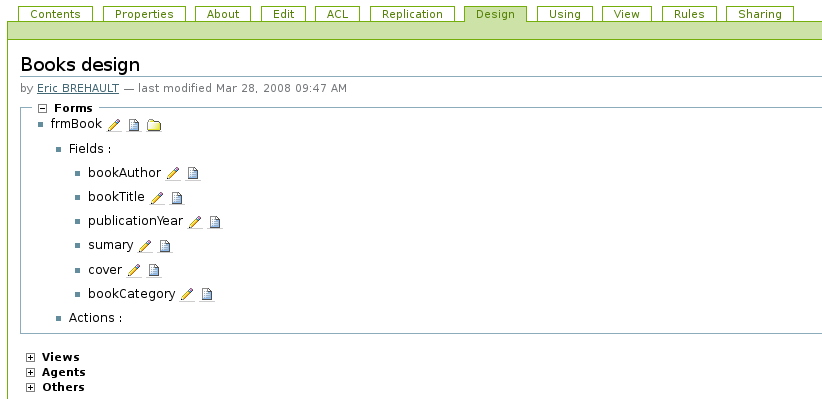 Contents Properties About Edit ACL Replication Design Using View Rules Sharing
Books design
by Eric BREHAULT — last modified Mar 28, 2008 09:47 AM
Forms
frmBook
Fields :
bookAuthor
bookTitle
publicationYear
sumary
cover
bookCategory
Actions :
Views
Agents
Others